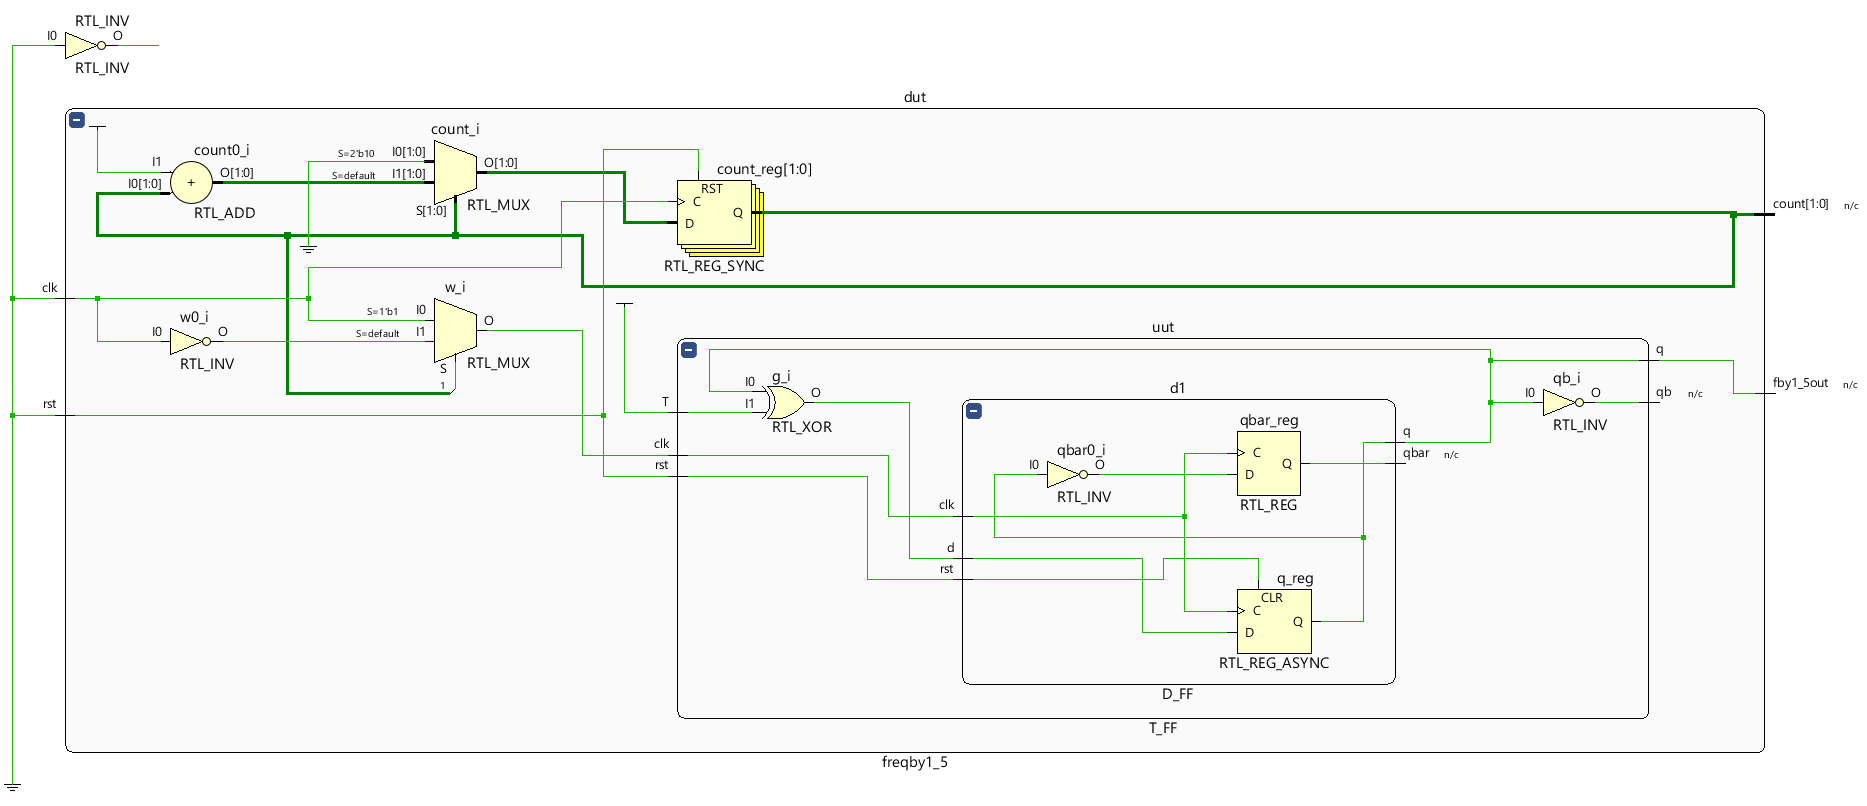 RTL_INV
I0
O
RTL_INV
dut
count0_i
I1
I0[1:0]
O[1:0]
+
RTL_ADD
count_i
S=2'b10
I0[1:0]
S=default
I1[1:0]
O[1:0]
S[1:0]
RTL_MUX
count_reg[1:0]
RST
C
Q
D
RTL_REG_SYNC
count[1:0] n/c
clk
w0_i
I0
O
RTL_INV
w_i
S=1'b1
I0
S=default
I1
O
S
1
RTL_MUX
rst
uut
T
clk
rst
g_i
I0
I1
O
RTL_XOR
d1
clk
d
rst
qbar0_i
I0
O
RTL_INV
qbar_reg
C
Q
D
RTL_REG
q_reg
CLR
C
Q
D
RTL_REG_ASYNC
q
qbar n/c
D_FF
qb_i
I0
O
RTL_INV
q
qb n/c
T_FF
fby1_5out n/c
freqby1_5